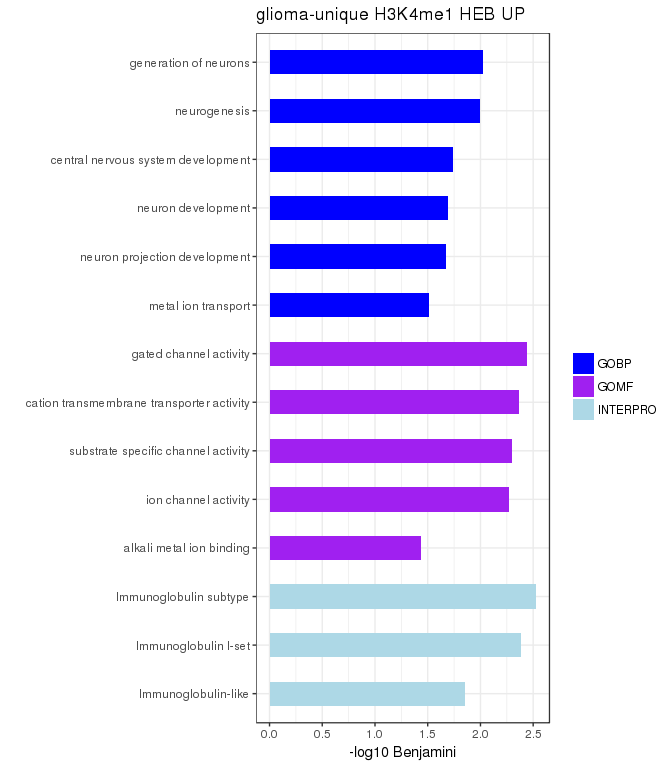 glioma-unique H3K4me1 HEB UP
generation of neurons
neurogenesis
central nervous system development
neuron development
neuron projection development
metal ion transport
gated channel activity
cation transmembrane transporter activity
substrate specific channel activity
ion channel activity
alkali metal ion binding
Immunoglobulin subtype
Immunoglobulin I-set
Immunoglobulin-like
0.0 0.5 1.0 1.5 2.0 2.5
-log10 Benjamini
GOBP
GOMF
INTERPRO